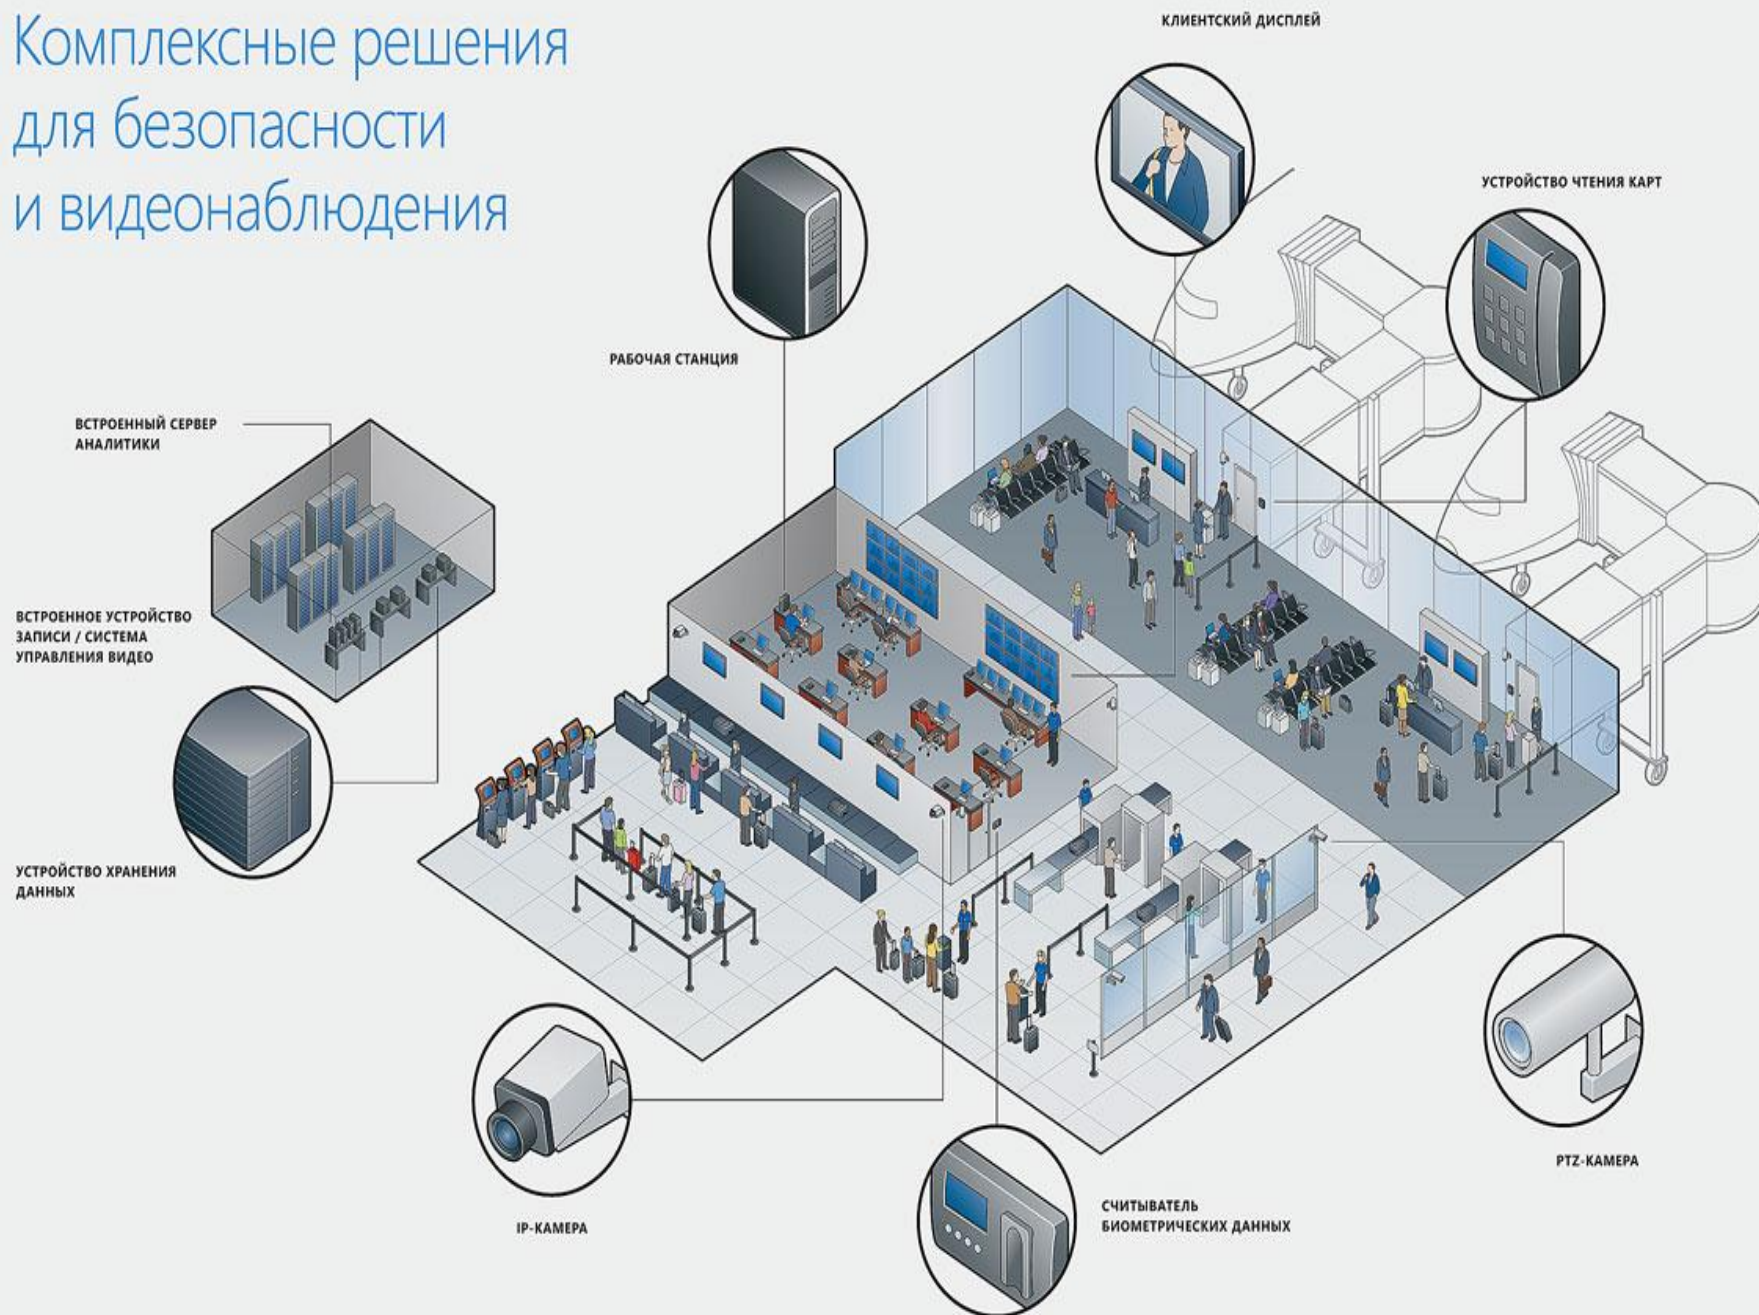 Комплексные решения
для безопасности
и видеонаблюдения
КЛИЕНТСКИЙ ДИСПЛЕЙ
УСТРОЙСТВО ЧТЕНИЯ КАРТ
РАБОЧАЯ СТАНЦИЯ
ВСТРОЕННЫЙ СЕРВЕР
АНАЛИТИКИ
ВСТРОЕННОЕ УСТРОЙСТВО
ЗАПИСИ / СИСТЕМА
УПРАВЛЕНИЯ ВИДЕО
УСТРОЙСТВО ХРАНЕНИЯ
ДАННЫХ
IP-КАМЕРА
СЧИТЫВАТЕЛЬ
БИОМЕТРИЧЕСКИХ ДАННЫХ
PTZ-КАМЕРА